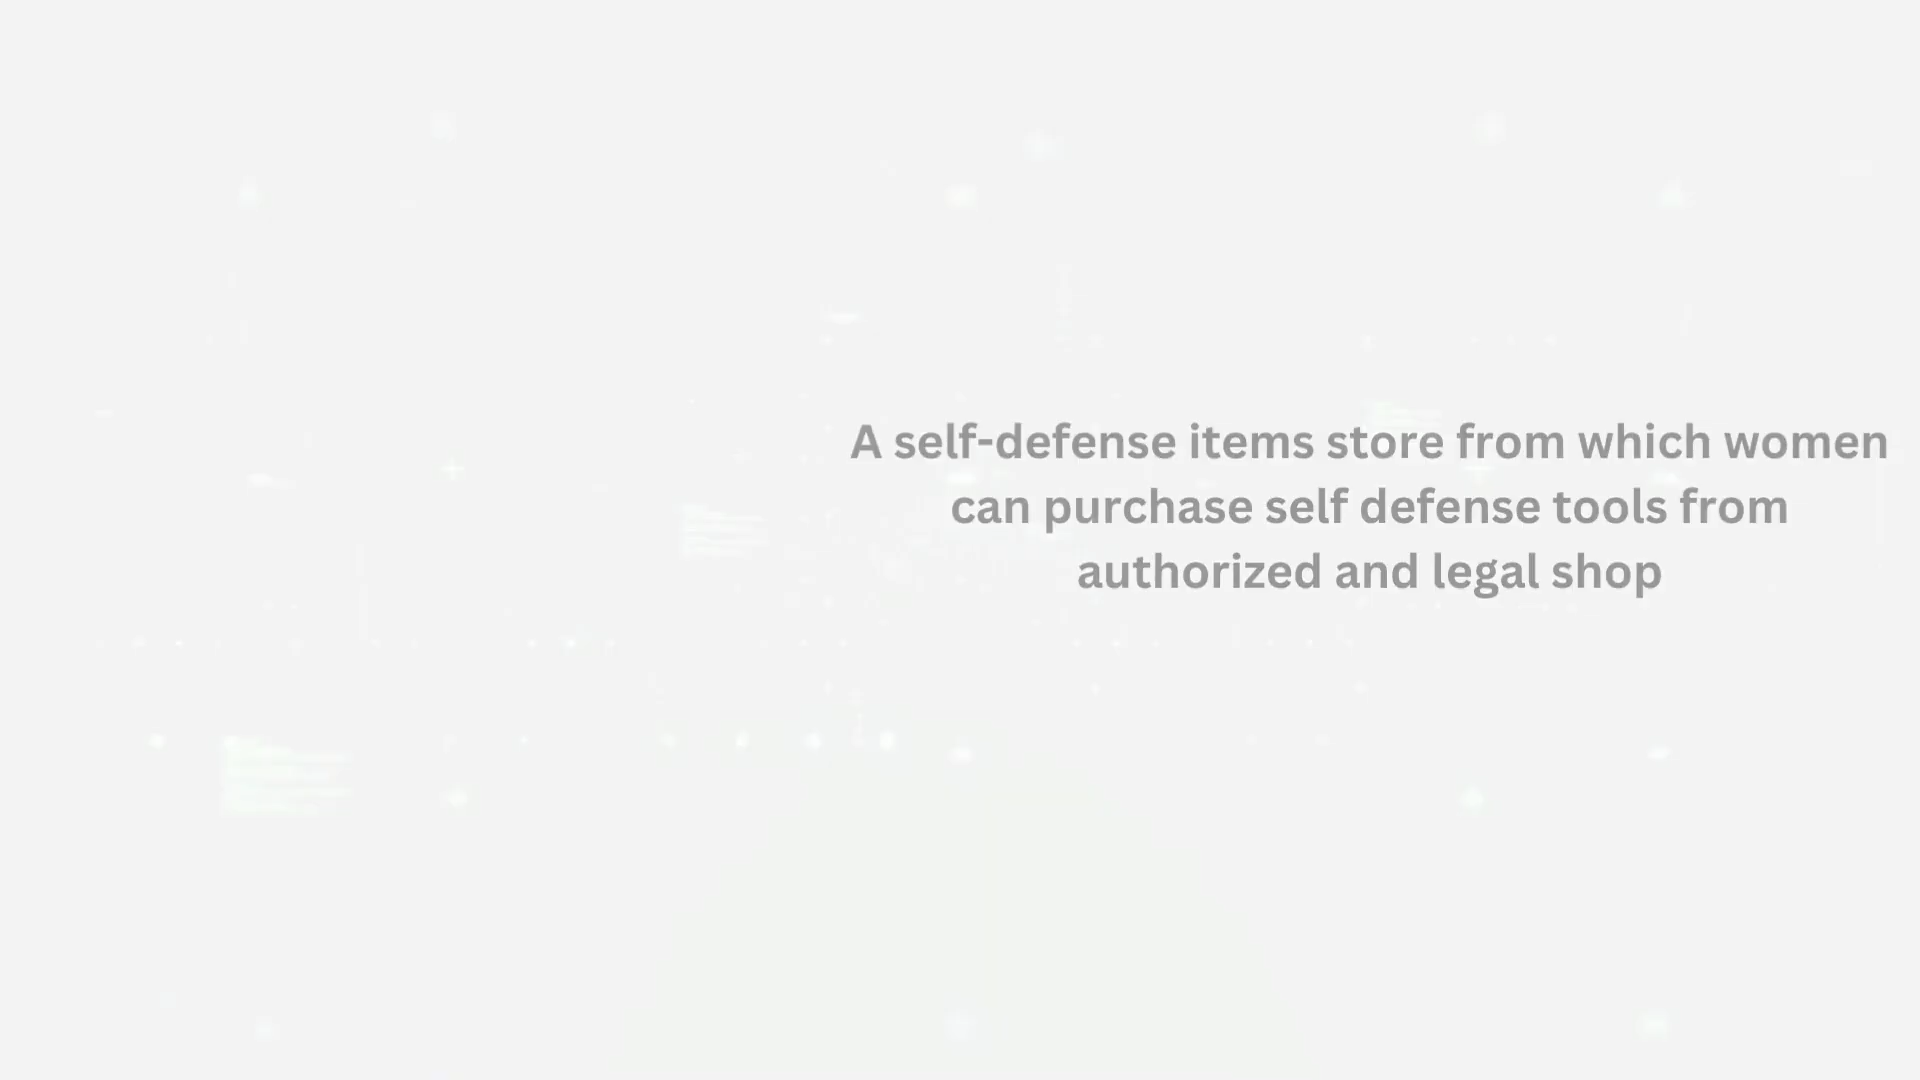 A self-defense items store from which women
can purchase self defense tools from
authorized and legal shop